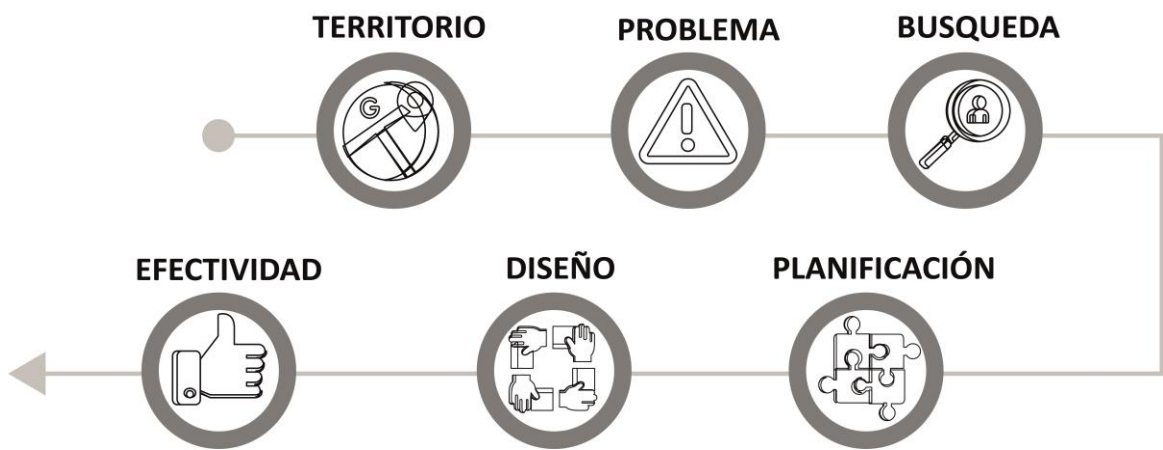 TERRITORIO
PROBLEMA
BUSQUEDA
G
PLANIFICACIÓN
DISEÑO
EFECTIVIDAD